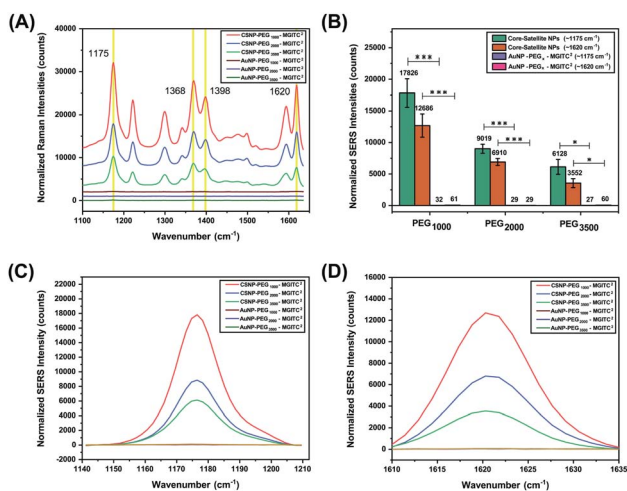 (A)
Normalized Raman Intensities (counts)
40000
30000
20000
10000
0
1100 1200 1300 1400 1500 1600
Wavenumber (cm-1)
1175
1368
1398
1620
CSNP-PEG1000- MGITC2
CSNP-PEG2000 - MGITC2
CSNP-PEG3500 - MGITC2
AuNP-PEG1000 - MGITC2
AuNP-PEG2000 - MGITC2
AuNP-PEG3500 - MGITC2
(B)
Normalized SERS Intensities (counts)
25000
20000
15000
10000
5000
0
Core-Satellite NPs (~1175 cm-1)
Core-Satellite NPs (~1620 cm-1)
AuNP - PEGx - MGITC2 (~1175 cm-1)
AuNP - PEGx - MGITC2 (~1620 cm-1)
***
***
17826
12686
32 61
***
***
9019
6910
29 29
*
*
6128
3552
27 60
PEG1000 PEG2000 PEG3500
Wavenumber (cm-1)
(C)
Normalized SERS Intensity (counts)
18000
16000
14000
12000
10000
8000
6000
4000
2000
0
-2000
1140 1150 1160 1170 1180 1190 1200 1210
Wavenumber (cm-1)
CSNP-PEG1000- MGITC2
CSNP-PEG2000 - MGITC2
CSNP-PEG3500 - MGITC2
AuNP-PEG1000 - MGITC2
AuNP-PEG2000 - MGITC2
AuNP-PEG3500 - MGITC2
(D)
Normalized SERS Intensity (counts)
16000
14000
12000
10000
8000
6000
4000
2000
0
1610 1615 1620 1625 1630 1635
Wavenumber (cm-1)
CSNP-PEG1000- MGITC2
CSNP-PEG2000 - MGITC2
CSNP-PEG3500 - MGITC2
AuNP-PEG1000 - MGITC2
AuNP-PEG2000 - MGITC2
AuNP-PEG3500 - MGITC2